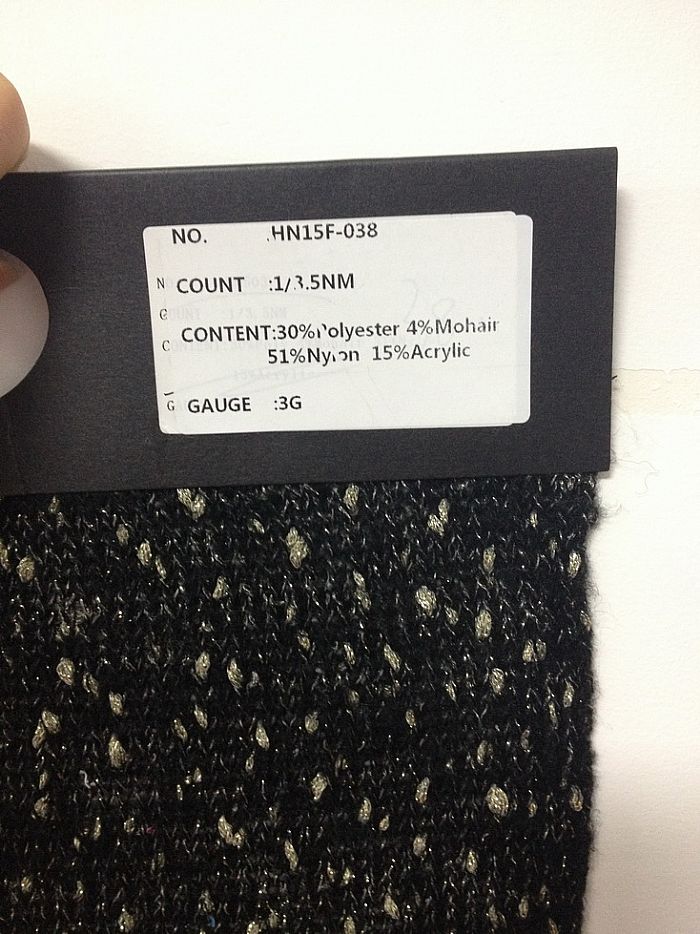 NO. .HN15F-038
COUNT :1/3.5NM
CONTENT:30%Polyester 4%Mohair
51%Nylon 15%Acrylic
GAUGE :3G